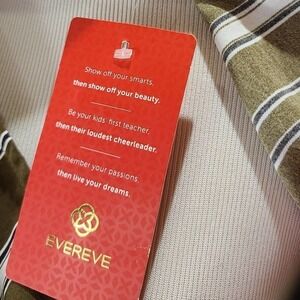 Show off your smarts,
then show off your beauty.
Be your kids' first teacher,
then their loudest cheerleader.
Remember your passions,
then live your dreams.
EVEREVE